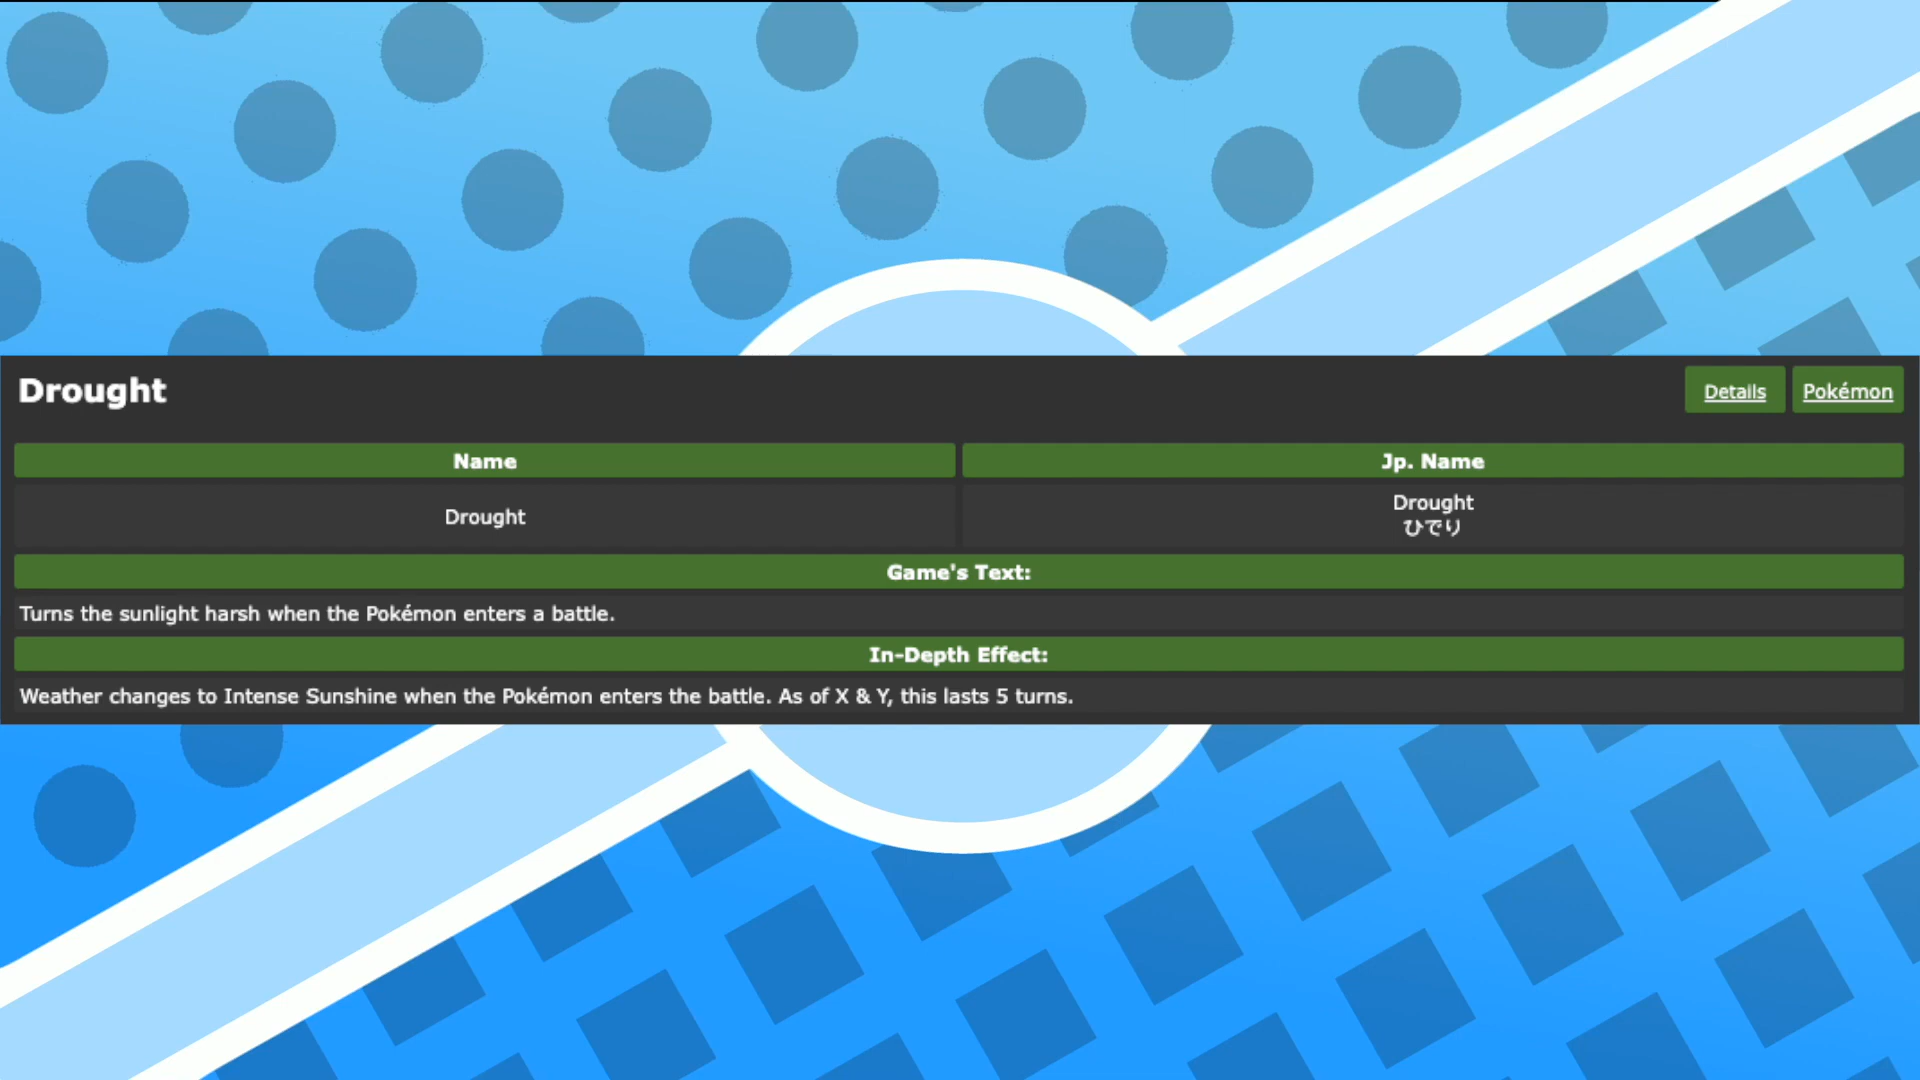 Drought
Details
Pokémon
Name
Jp. Name
Drought
Drought
ひでり
Game's Text:
Turns the sunlight harsh when the Pokémon enters a battle.
In-Depth Effect:
Weather changes to Intense Sunshine when the Pokémon enters the battle. As of X & Y, this lasts 5 turns.